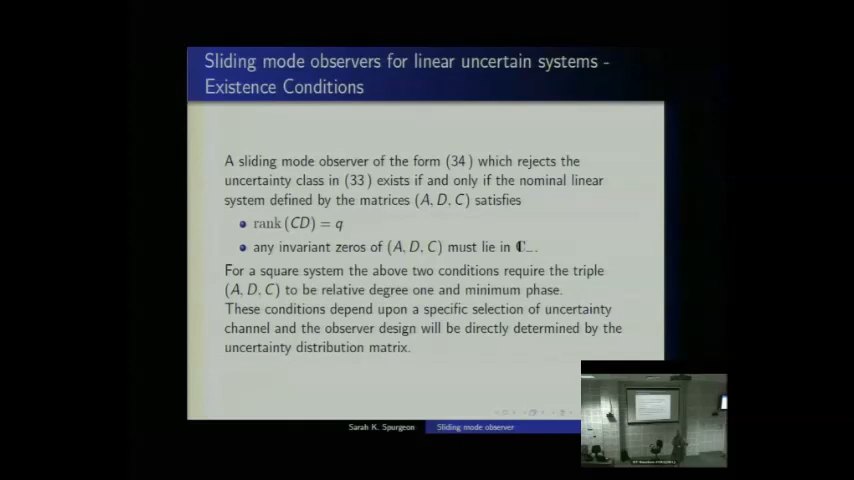 Sliding mode observers for linear uncertain systems -
Existence Conditions
A sliding mode observer of the form (34) which rejects the
uncertainty class in (33) exists if and only if the nominal linear
system defined by the matrices (A, D, C) satisfies
rank (CD) = q
any invariant zeros of (A, D, C) must lie in ℂ_.
For a square system the above two conditions require the triple
(A, D, C) to be relative degree one and minimum phase.
These conditions depend upon a specific selection of uncertainty
channel and the observer design will be directly determined by the
uncertainty distribution matrix.
Sarah K. Spurgeon
Sliding mode observer